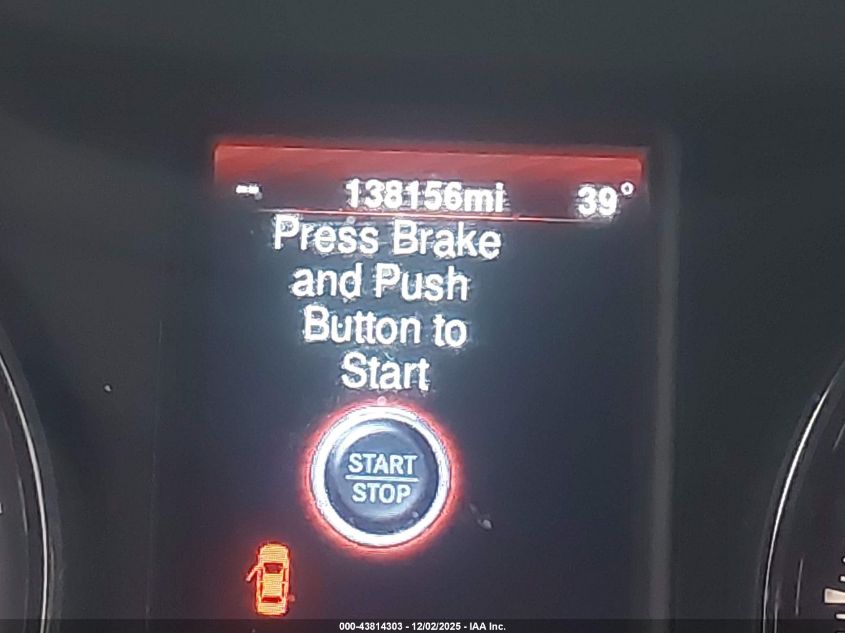 -- 138156mi 39°
Press Brake
and Push
Button to
Start
START
STOP
000-43814303 - 12/02/2025 - IAA Inc.